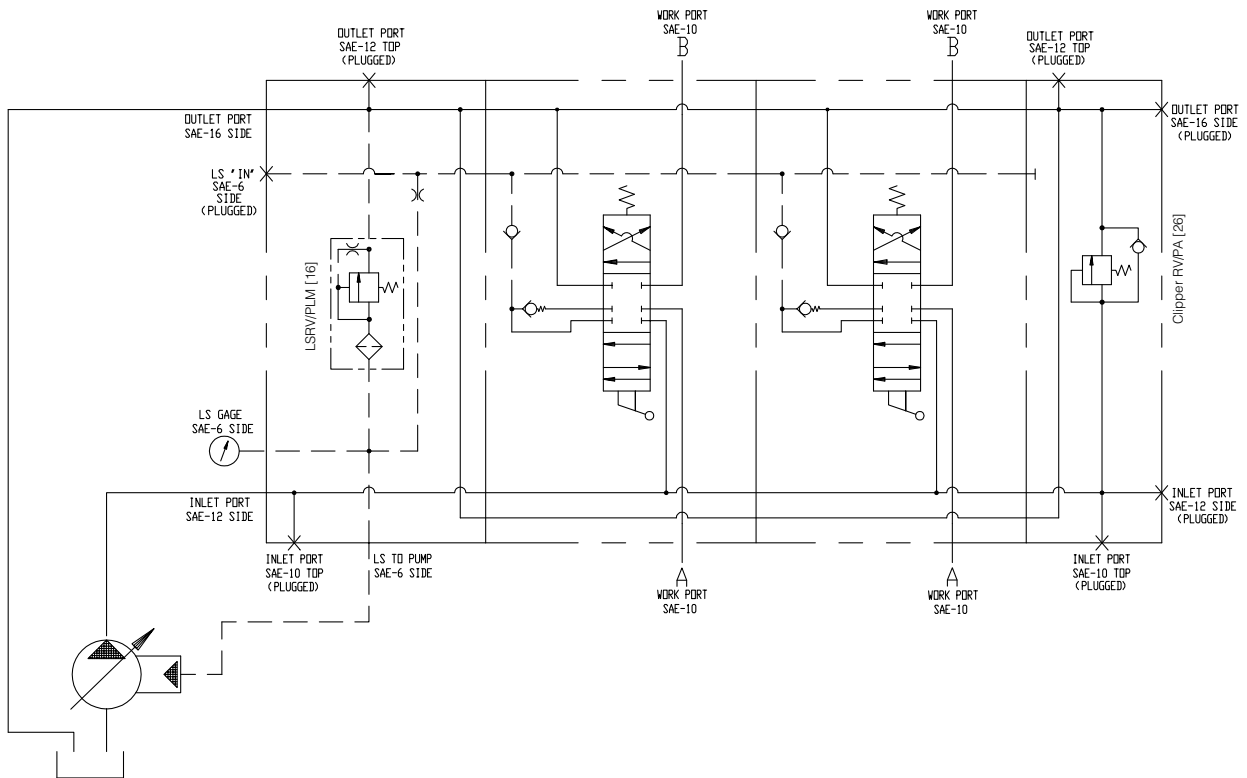 WORK PORT
SAE-10
B
WORK PORT
SAE-10
B
OUTLET PORT
SAE-12 TOP
(PLUGGED)
OUTLET PORT
SAE-12 TOP
(PLUGGED)
OUTLET PORT
SAE-16 SIDE
OUTLET PORT
SAE-16 SIDE
(PLUGGED)
LS "IN"
SAE-6
SIDE
(PLUGGED)
LSRV/PLM [16]
Clipper RV/PA [26]
LS GAGE
SAE-6 SIDE
INLET PORT
SAE-12 SIDE
INLET PORT
SAE-12 SIDE
(PLUGGED)
INLET PORT
SAE-10 TOP
(PLUGGED)
LS TO PUMP
SAE-6 SIDE
A
WORK PORT
SAE-10
A
WORK PORT
SAE-10
INLET PORT
SAE-10 TOP
(PLUGGED)